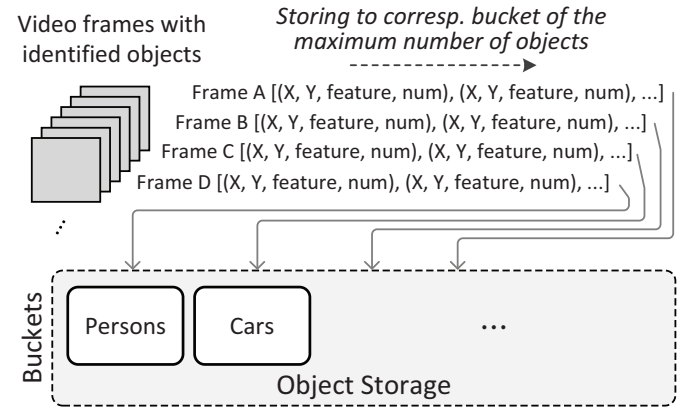 Video frames with
identified objects
Storing to corresp. bucket of the
maximum number of objects
Frame A [(X, Y, feature, num), (X, Y, feature, num), ...]
Frame B [(X, Y, feature, num), (X, Y, feature, num), ...]
Frame C [(X, Y, feature, num), (X, Y, feature, num), ...]
Frame D [(X, Y, feature, num), (X, Y, feature, num), ...]
...
Buckets
Persons
Cars
...
Object Storage